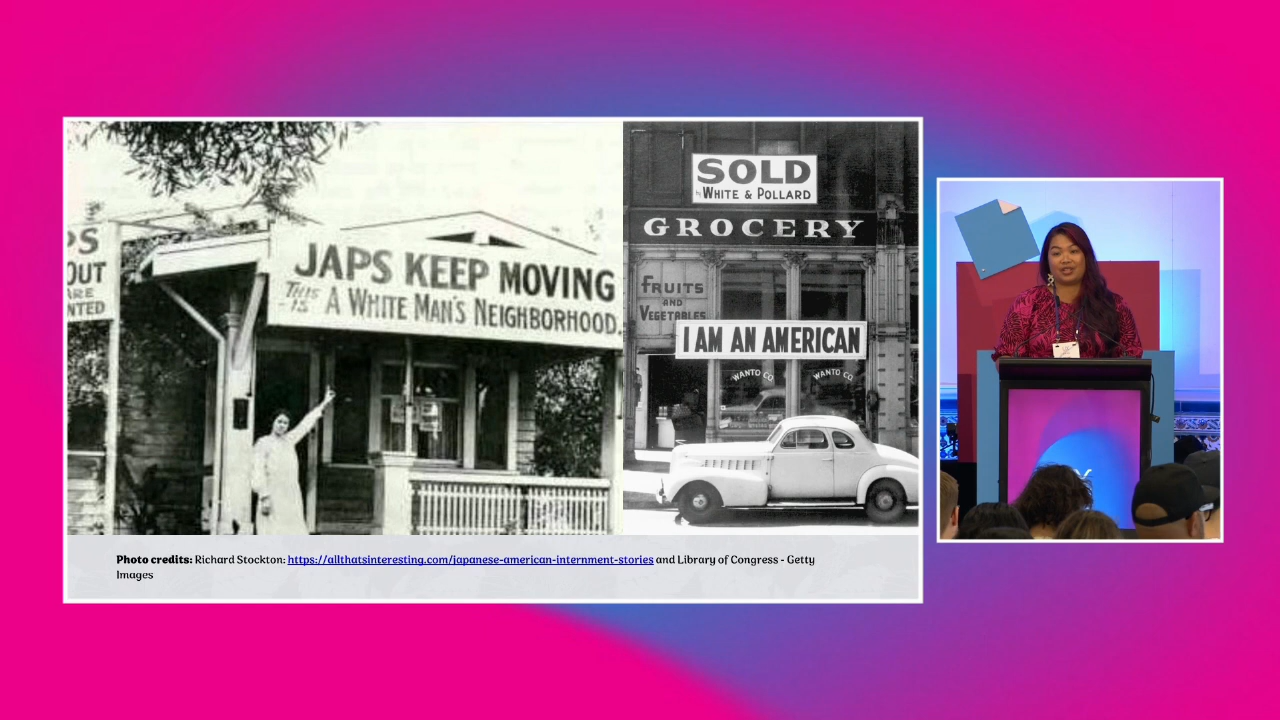 PS
OUT
ARE
NTED
JAPS KEEP MOVING
THIS IS A WHITE MAN'S NEIGHBORHOOD.
SOLD
BY WHITE & POLLARD
GROCERY
FRUITS
AND
VEGETABLES
I AM AN AMERICAN
WANTO CO
WANTO CO
Photo credits: Richard Stockton: https://allthatsinteresting.com/japanese-american-internment-stories and Library of Congress - Getty
Images